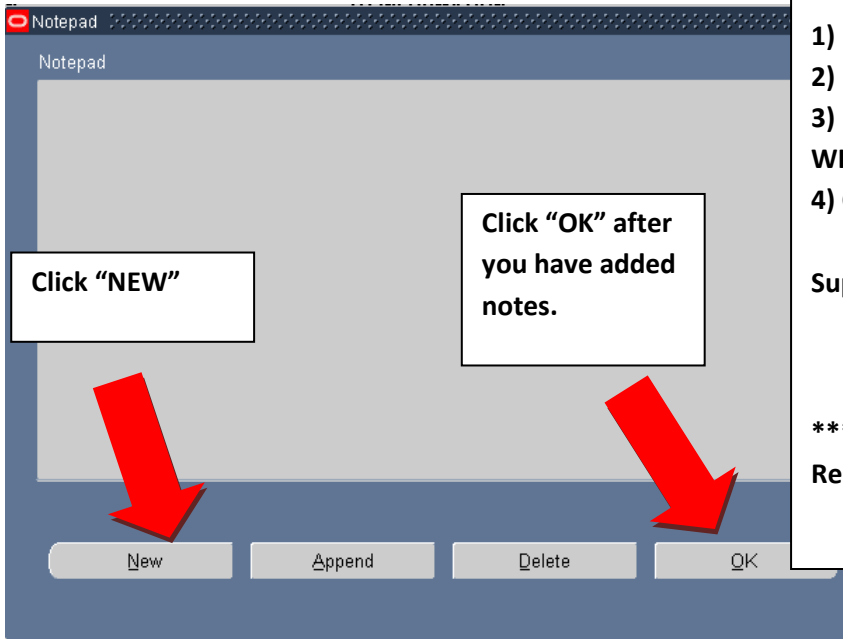 Notepad
Notepad
Click “NEW”
Click “OK” after
you have added
notes.
New
Append
Delete
OK
1)
2)
3)
4)